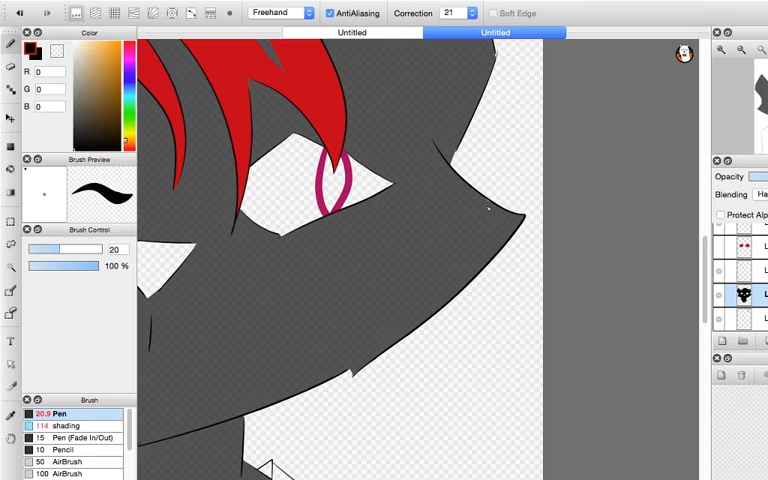 Freehand AntiAliasing Correction 21 Soft Edge
Untitled Untitled
Color
R 0
G 0
B 0
Brush Preview
Brush Control
20
100 %
Brush
20.9 Pen
114 shading
15 Pen (Fade In/Out)
10 Pencil
50 AirBrush
100 AirBrush
Opacity
Blending Ha
Protect Alp
L
L
L
L